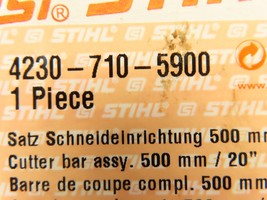 STIHL®
4230-710-5900
1 Piece
Satz Schneideinrichtung 500 mm
Cutter bar assy. 500 mm / 20"
Barre de coupe compl. 500 mm